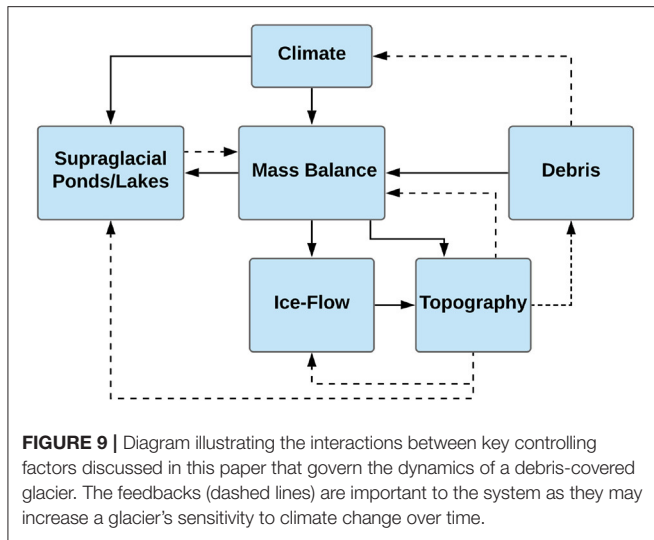 Climate
Supraglacial
Ponds/Lakes
Mass Balance
Debris
Ice-Flow
Topography
FIGURE 9 | Diagram illustrating the interactions between key controlling
factors discussed in this paper that govern the dynamics of a debris-covered
glacier. The feedbacks (dashed lines) are important to the system as they may
increase a glacier’s sensitivity to climate change over time.